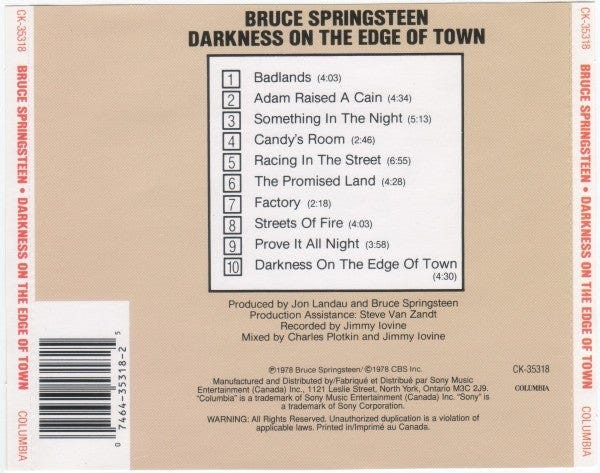 CK-35318
BRUCE SPRINGSTEEN • DARKNESS ON THE EDGE OF TOWN
COLUMBIA
BRUCE SPRINGSTEEN
DARKNESS ON THE EDGE OF TOWN
1 Badlands (4:03)
2 Adam Raised A Cain (4:34)
3 Something In The Night (5:13)
4 Candy's Room (2:46)
5 Racing In The Street (6:55)
6 The Promised Land (4:28)
7 Factory (2:18)
8 Streets Of Fire (4:03)
9 Prove It All Night (3:58)
10 Darkness On The Edge Of Town
(4:30)
Produced by Jon Landau and Bruce Springsteen
Production Assistance: Steve Van Zandt
Recorded by Jimmy Iovine
Mixed by Charles Plotkin and Jimmy Iovine
℗1978 Bruce Springsteen/©1978 CBS Inc.
Manufactured and Distributed by/Fabriqué et Distribué par Sony Music
Entertainment (Canada) Inc., 1121 Leslie Street, North York, Ontario M3C 2J9.
"Columbia" is a trademark of Sony Music Entertainment (Canada) Inc. "Sony" is
a trademark of Sony Corporation.
WARNING: All Rights Reserved. Unauthorized duplication is a violation of
applicable laws. Printed in/Imprimé au Canada.
CK-35318
COLUMBIA
0 7464-35318-2 5
CK-35318
BRUCE SPRINGSTEEN • DARKNESS ON THE EDGE OF TOWN
COLUMBIA